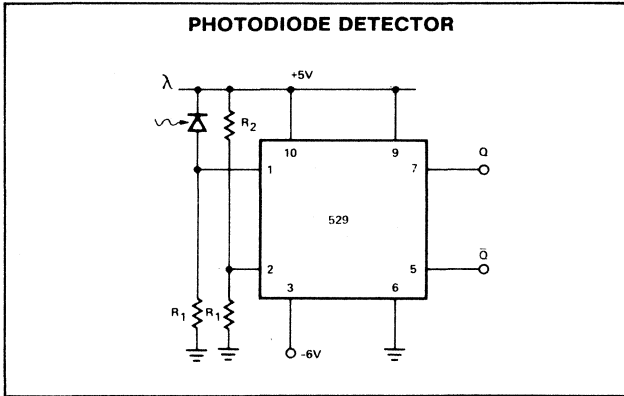 PHOTODIODE DETECTOR
λ
+5V
R2
10
9
Q
1
7
529
Q̄
2
5
3
6
R1
R1
-6V